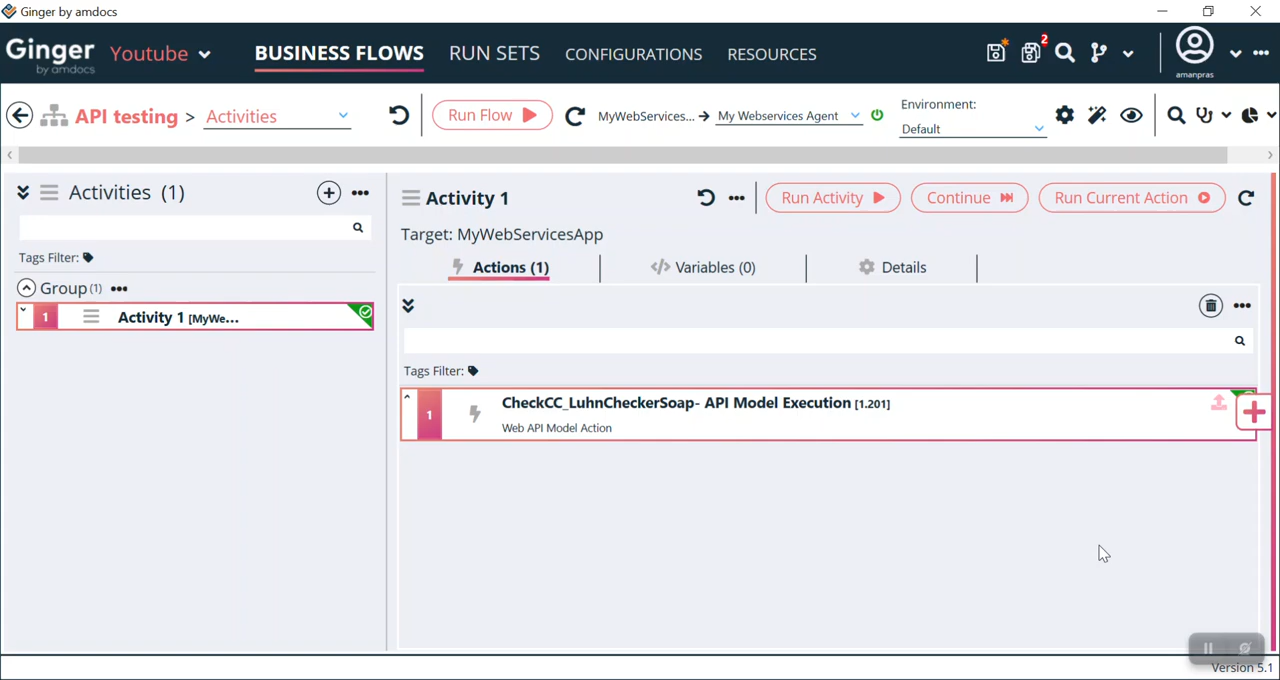 Ginger by amdocs
Ginger by amdocs Youtube BUSINESS FLOWS RUN SETS CONFIGURATIONS RESOURCES 2 amanpras
API testing > Activities Run Flow MyWebServices... My Webservices Agent Environment: Default
Activities (1)
Tags Filter:
Group (1)
1 Activity 1 [MyWe...
Activity 1 Run Activity Continue Run Current Action
Target: MyWebServicesApp
Actions (1) </> Variables (0) Details
Tags Filter:
1 CheckCC_LuhnCheckerSoap- API Model Execution [1.201]
Web API Model Action
Version 5.1